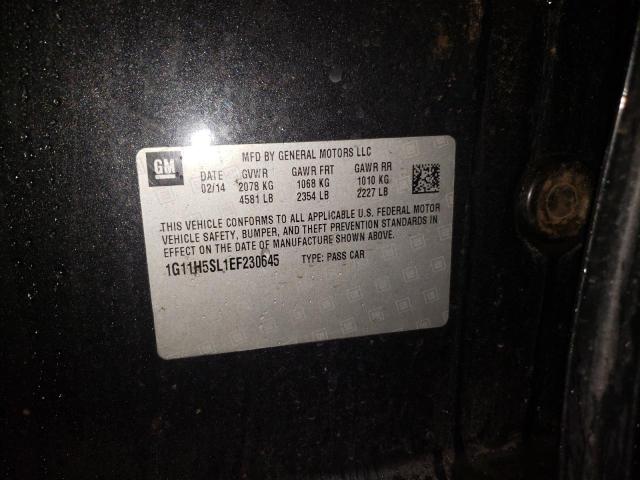 GM
MFD BY GENERAL MOTORS LLC
DATE GVWR GAWR FRT GAWR RR
02/14 2078 KG 1068 KG 1010 KG
4581 LB 2354 LB 2227 LB
THIS VEHICLE CONFORMS TO ALL APPLICABLE U.S. FEDERAL MOTOR
VEHICLE SAFETY, BUMPER, AND THEFT PREVENTION STANDARDS IN
EFFECT ON THE DATE OF MANUFACTURE SHOWN ABOVE.
1G11H5SL1EF230645 TYPE: PASS CAR